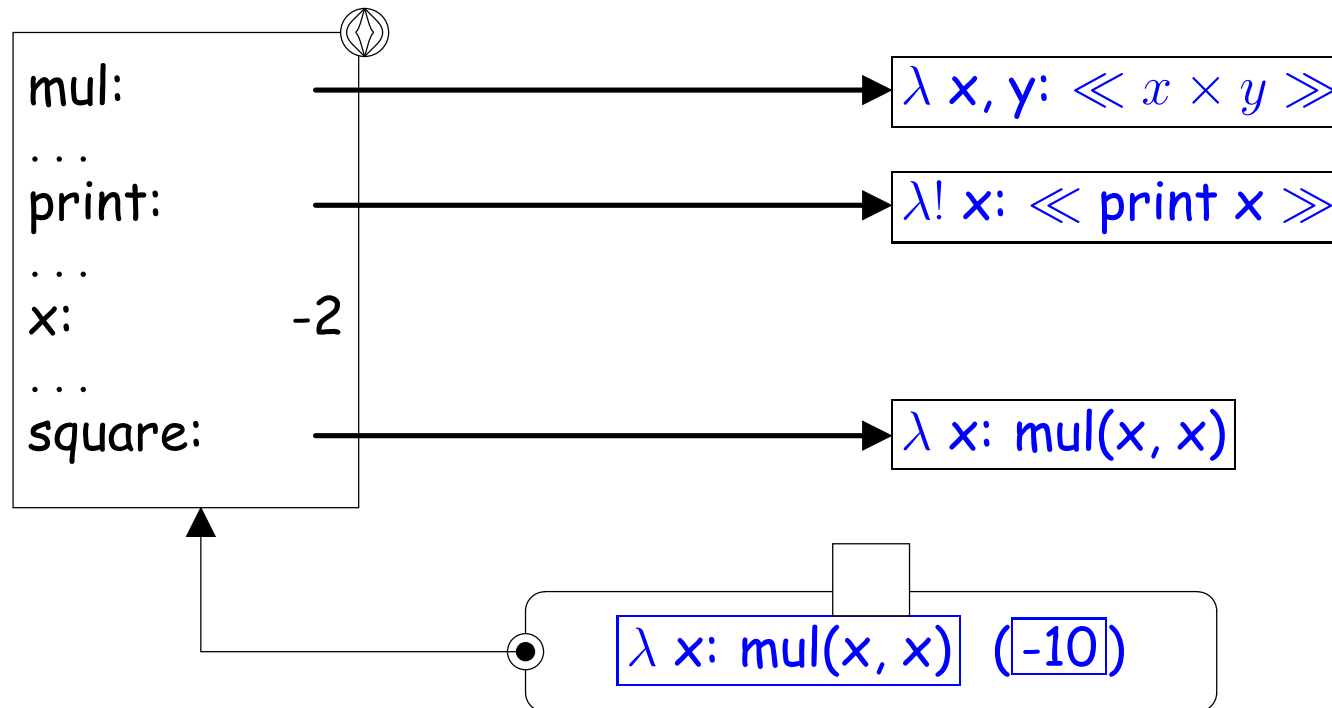 mul: λ x, y: ≪ x × y ≫
. . .
print: λ! x: ≪ print x ≫
. . .
x: -2
. . .
square: λ x: mul(x, x)
λ x: mul(x, x) (-10)